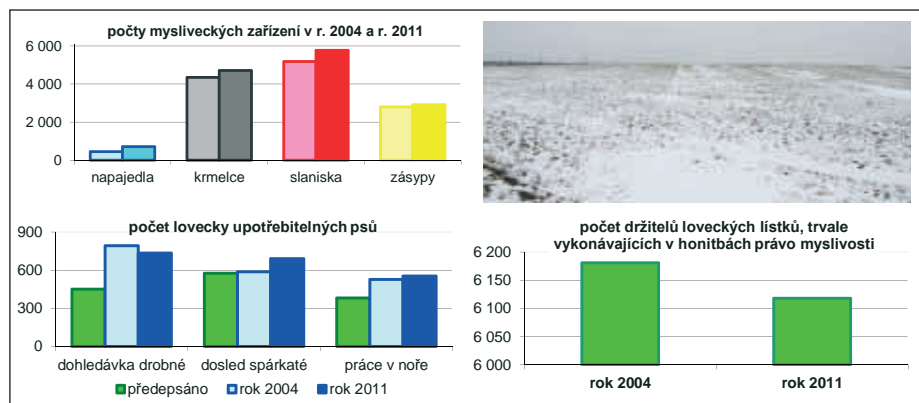 počty mysliveckých zařízení v r. 2004 a r. 2011
6 000
4 000
2 000
0
napajedla krmelce slaniska zásypy
počet lovecky upotřebitelných psů
900
600
300
0
dohledávka drobné dosled spárkaté práce v noře
předepsáno rok 2004 rok 2011
počet držitelů loveckých lístků, trvale
vykonávajících v honitbách právo myslivosti
6 200
6 150
6 100
6 050
6 000
rok 2004 rok 2011